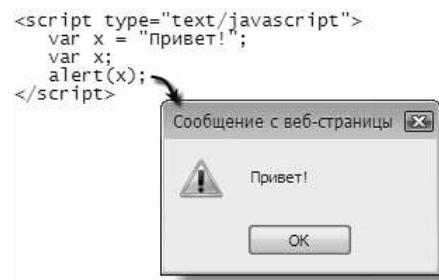 <script type="text/javascript">
var x = "Привет!";
var x;
alert(x);
</script>
Сообщение с веб-страницы
Привет!
OK